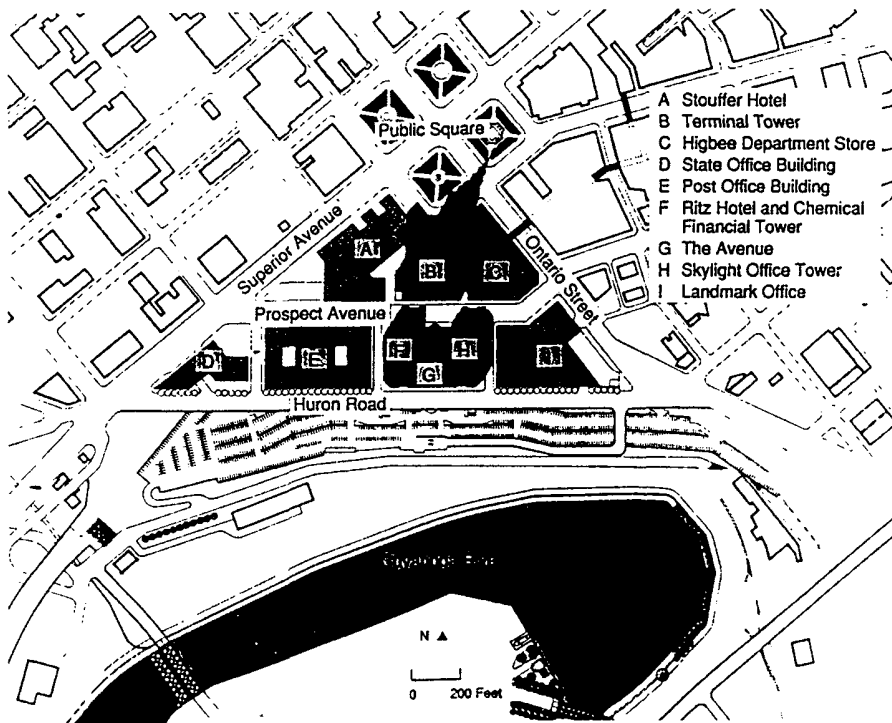 Public Square
A Stouffer Hotel
B Terminal Tower
C Higbee Department Store
D State Office Building
E Post Office Building
F Ritz Hotel and Chemical
Financial Tower
G The Avenue
H Skylight Office Tower
I Landmark Office
Superior Avenue
Ontario Street
A
B
C
Prospect Avenue
D
E
F
H
I
G
Huron Road
N
0 200 Feet